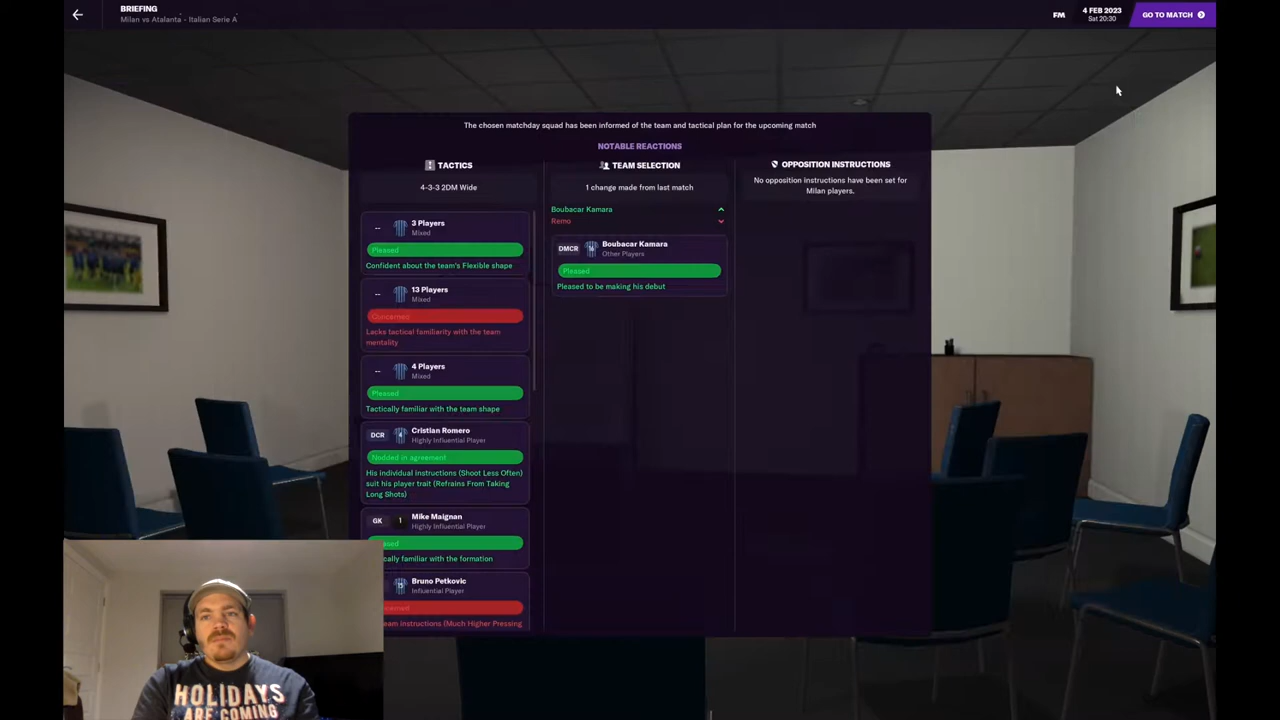 BRIEFING
Milan vs Atalanta - Italian Serie A
FM
4 FEB 2023
Sat 20:30
GO TO MATCH
The chosen matchday squad has been informed of the team and tactical plan for the upcoming match
NOTABLE REACTIONS
TACTICS
4-3-3 2DM Wide
-- 3 Players
Mixed
Pleased
Confident about the team's Flexible shape
-- 13 Players
Mixed
Concerned
Lacks tactical familiarity with the team
mentality
-- 4 Players
Mixed
Pleased
Tactically familiar with the team shape
DCR Cristian Romero
Highly Influential Player
Nodded in agreement
His individual instructions (Shoot Less Often)
suit his player trait (Refrains From Taking
Long Shots)
GK 1 Mike Maignan
Highly Influential Player
ically familiar with the formation
Bruno Petkovic
Influential Player
eam instructions (Much Higher Pressing
TEAM SELECTION
1 change made from last match
Boubacar Kamara
Remo
DMCR Boubacar Kamara
Other Players
Pleased
Pleased to be making his debut
OPPOSITION INSTRUCTIONS
No opposition instructions have been set for
Milan players.
HOLIDAYS
ARE COMING